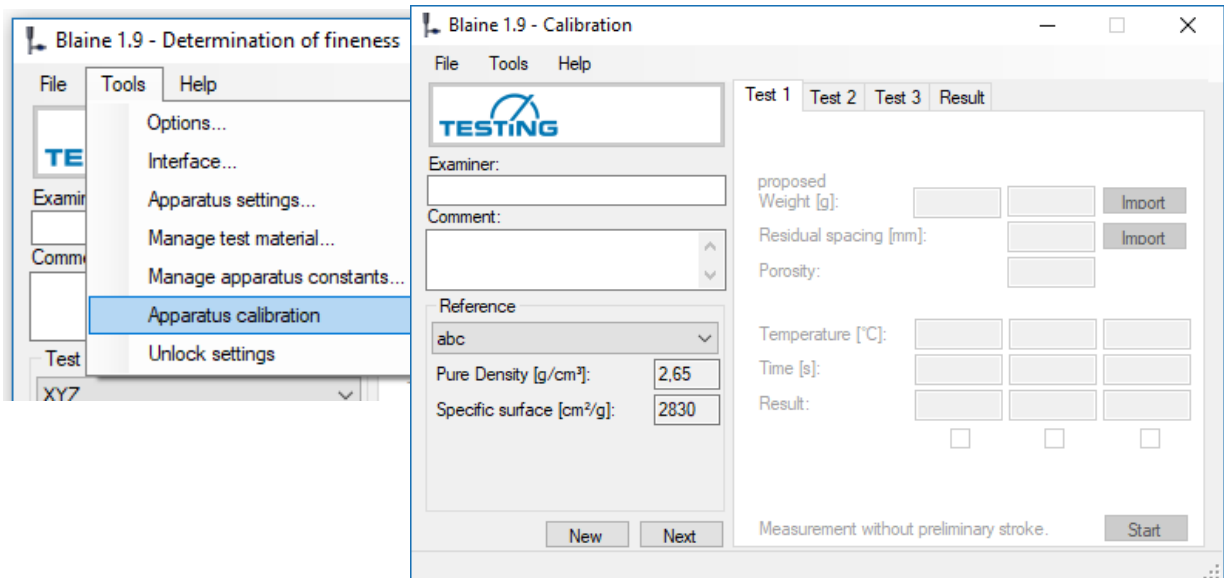 Blaine 1.9 - Determination of fineness
File Tools Help
TE
Options...
Interface...
Apparatus settings...
Manage test material...
Manage apparatus constants...
Apparatus calibration
Unlock settings
Examin
Comme
Test
XYZ
Blaine 1.9 - Calibration
File Tools Help
TESTING
Examiner:
Comment:
Reference
abc
Pure Density [g/cm³]: 2,65
Specific surface [cm²/g]: 2830
New Next
Test 1 Test 2 Test 3 Result
proposed
Weight [g]: Import
Residual spacing [mm]: Import
Porosity:
Temperature [°C]:
Time [s]:
Result:
Measurement without preliminary stroke. Start